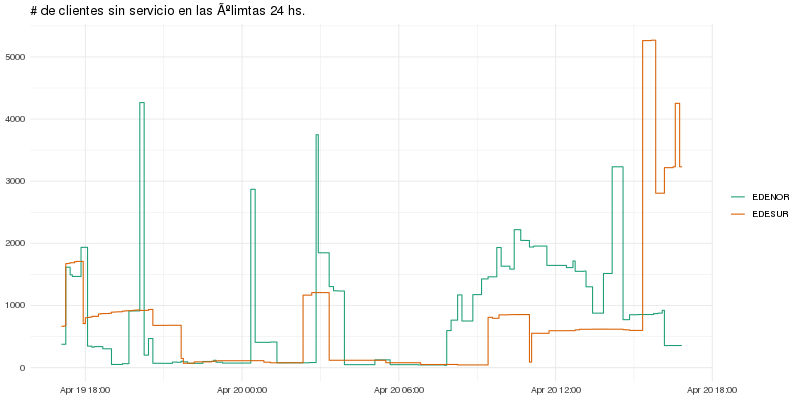 # de clientes sin servicio en las Ãºlimtas 24 hs.
5000
4000
3000
2000
1000
0
Apr 19 18:00
Apr 20 00:00
Apr 20 06:00
Apr 20 12:00
Apr 20 18:00
EDENOR
EDESUR